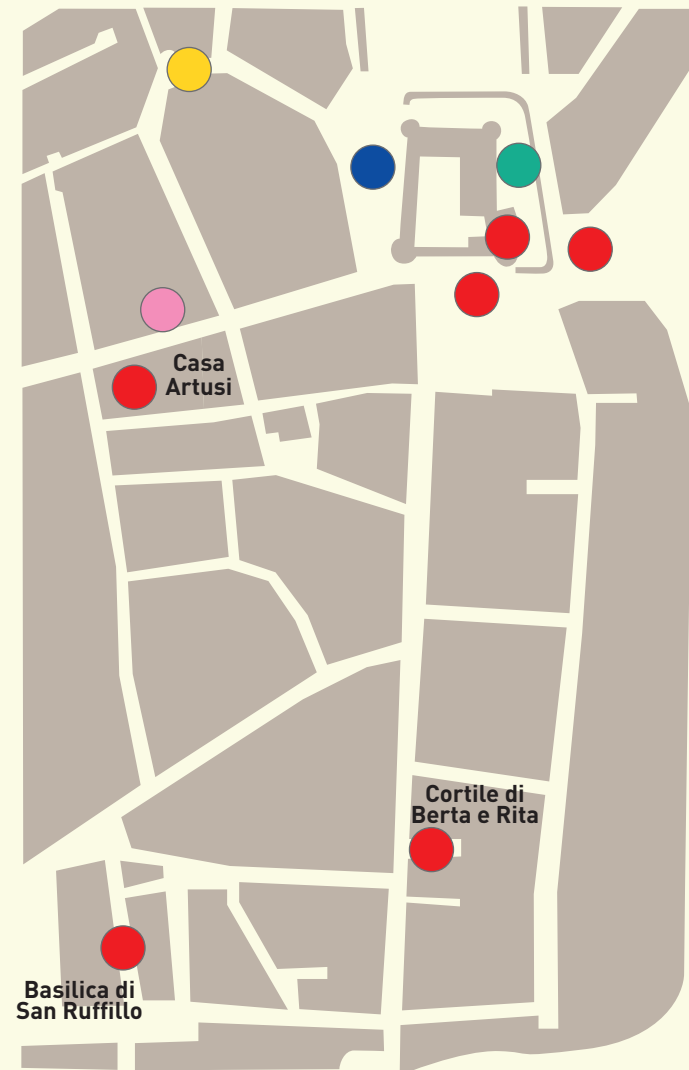 Casa
Artusi
Cortile di
Berta e Rita
Basilica di
San Ruffillo